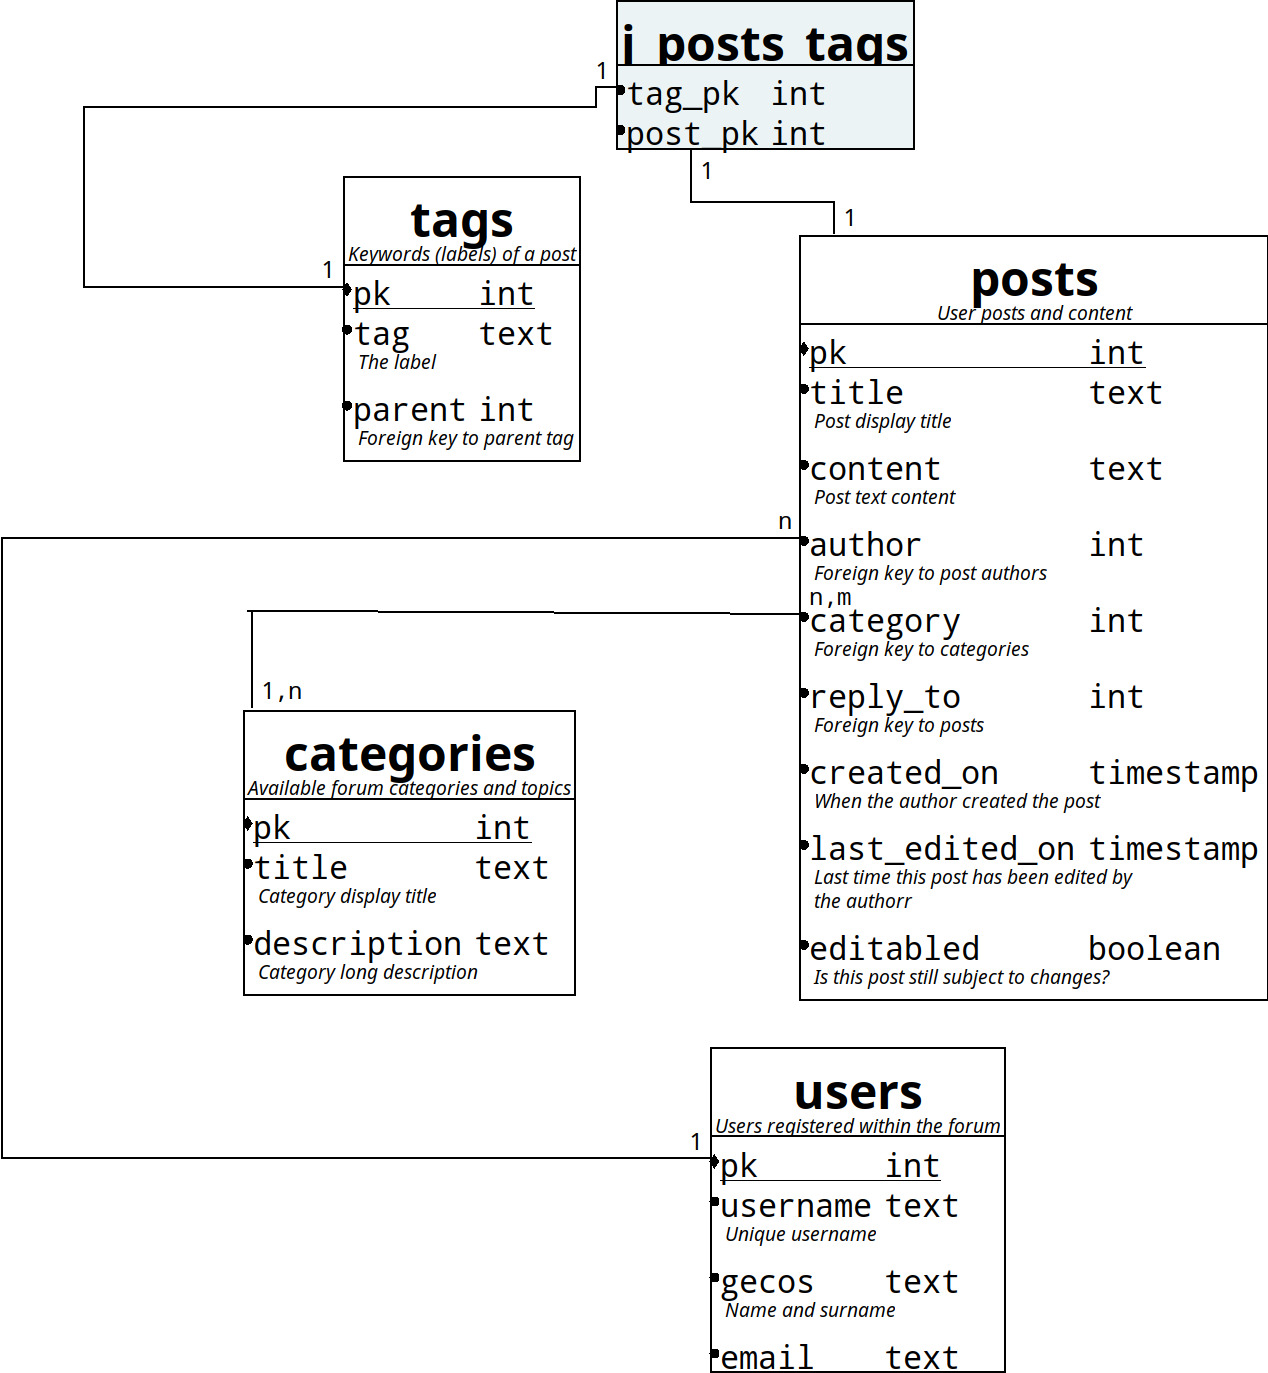 j_posts_tags
1
tag_pk int
post_pk int
1
1
tags
Keywords (labels) of a post
1
pk int
tag text
The label
parent int
Foreign key to parent tag
posts
User posts and content
pk int
title text
Post display title
content text
Post text content
n
author int
Foreign key to post authors
n,m
category int
Foreign key to categories
reply_to int
Foreign key to posts
created_on timestamp
When the author created the post
last_edited_on timestamp
Last time this post has been edited by
the authorr
editabled boolean
Is this post still subject to changes?
1,n
categories
Available forum categories and topics
pk int
title text
Category display title
description text
Category long description
users
Users registered within the forum
1
pk int
username text
Unique username
gecos text
Name and surname
email text